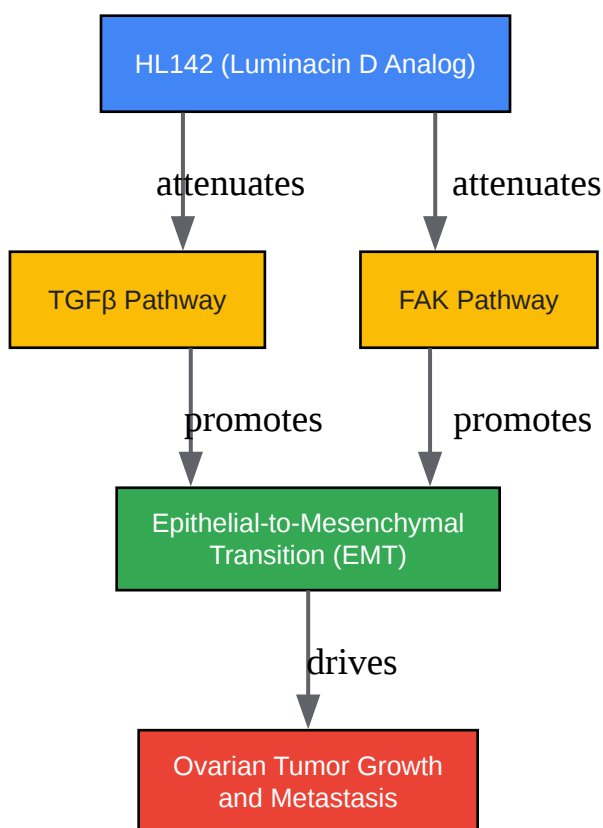 HL142 (Luminacin D Analog)
attenuates
attenuates
TGFβ Pathway
FAK Pathway
promotes
promotes
Epithelial-to-Mesenchymal
Transition (EMT)
drives
Ovarian Tumor Growth
and Metastasis